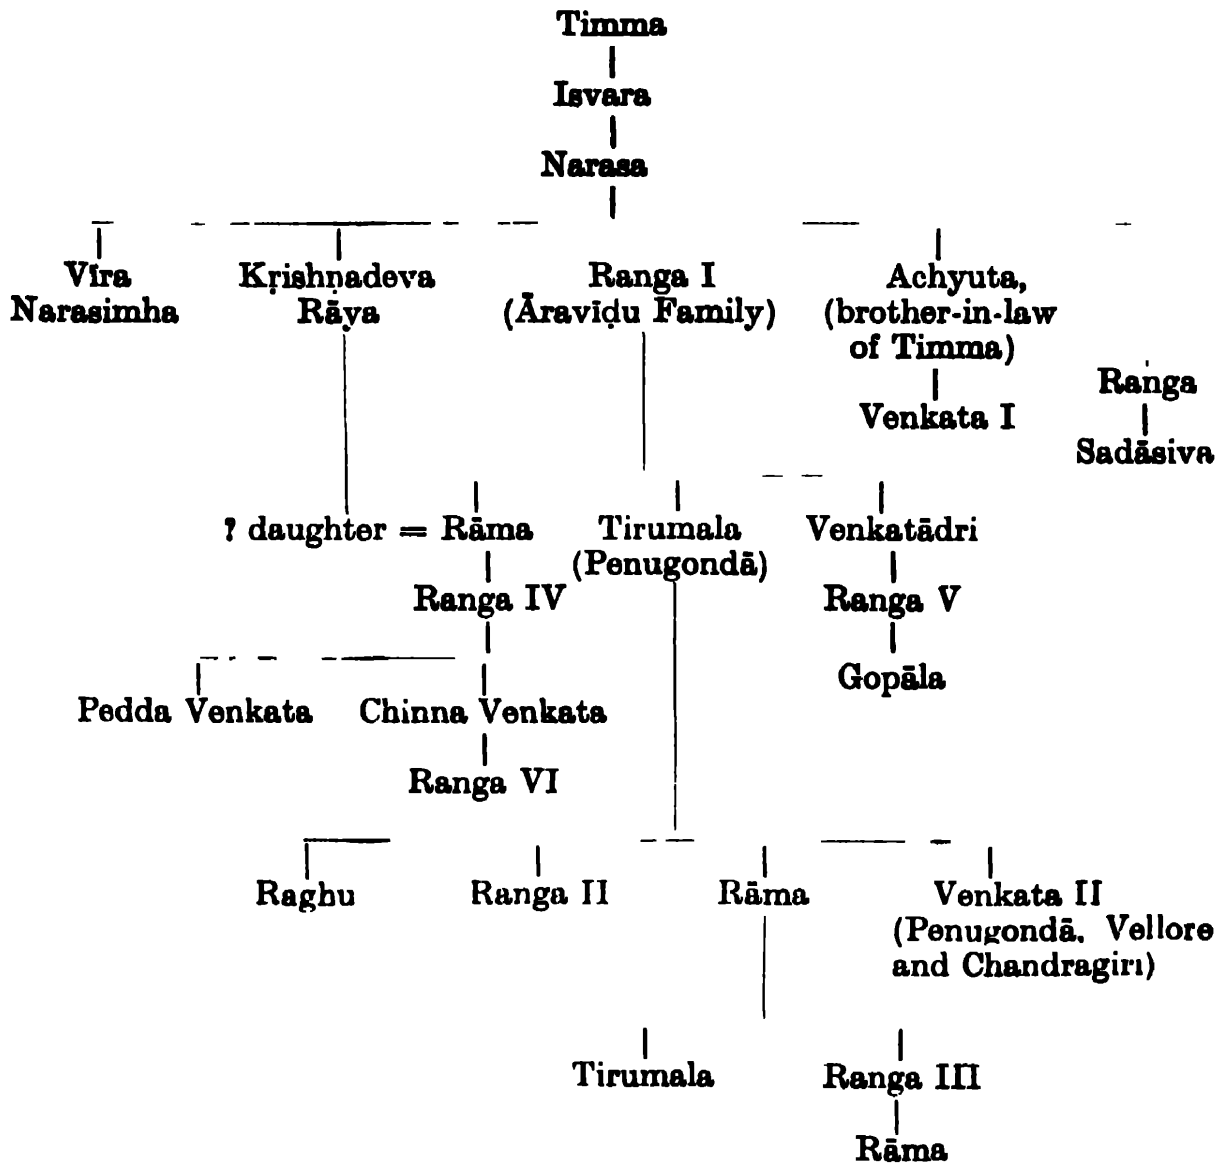 Timma
Isvara
Narasa
Vīra
Narasimha
Kṛishṇadeva
Rāya
Ranga I
(Āravīḍu Family)
Achyuta,
(brother-in-law
of Timma)
Venkata I
Ranga
Sadāsiva
? daughter = Rāma
Tirumala
(Penugondā)
Venkatādri
Ranga IV
Ranga V
Gopāla
Pedda Venkata
Chinna Venkata
Ranga VI
Raghu
Ranga II
Rāma
Venkata II
(Penugondā, Vellore
and Chandragiri)
Tirumala
Ranga III
Rāma